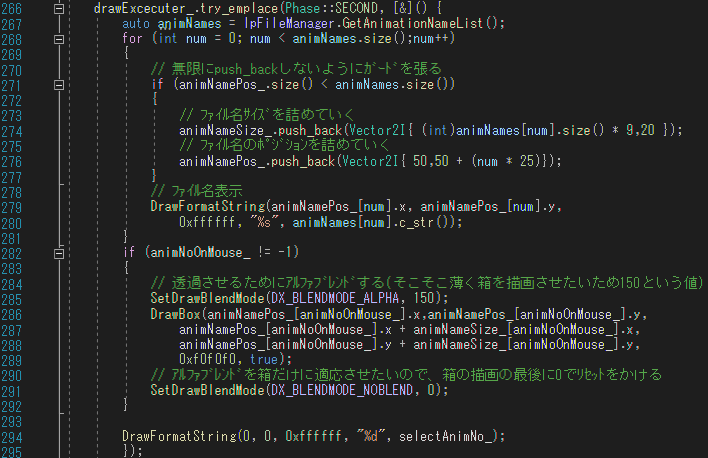 266 drawExcecuter_.try_emplace(Phase::SECOND, [&]() {
267 auto animNames = lpFileManager.GetAnimationNameList();
268 for (int num = 0; num < animNames.size();num++)
269 {
270 // 無限にpush_backしないようにｶﾞｰﾄﾞを張る
271 if (animNamePos_.size() < animNames.size())
272 {
273 // ﾌｧｲﾙ名ｻｲｽﾞを詰めていく
274 animNameSize_.push_back(Vector2I{ (int)animNames[num].size() * 9,20 });
275 // ﾌｧｲﾙ名のﾎﾟｼﾞｼｮﾝを詰めていく
276 animNamePos_.push_back(Vector2I{ 50,50 + (num * 25)});
277 }
278 // ﾌｧｲﾙ名表示
279 DrawFormatString(animNamePos_[num].x, animNamePos_[num].y,
280 0xffffff, "%s", animNames[num].c_str());
281 }
282 if (animNoOnMouse_ != -1)
283 {
284 // 透過させるためにｱﾙﾌｧﾌﾞﾚﾝﾄﾞする(そこそこ薄く箱を描画させたいため150という値)
285 SetDrawBlendMode(DX_BLENDMODE_ALPHA, 150);
286 DrawBox(animNamePos_[animNoOnMouse_].x,animNamePos_[animNoOnMouse_].y,
287 animNamePos_[animNoOnMouse_].x + animNameSize_[animNoOnMouse_].x,
288 animNamePos_[animNoOnMouse_].y + animNameSize_[animNoOnMouse_].y,
289 0xf0f0f0, true);
290 // ｱﾙﾌｧﾌﾞﾚﾝﾄﾞを箱だけに適応させたいので、箱の描画の最後に0でﾘｾｯﾄをかける
291 SetDrawBlendMode(DX_BLENDMODE_NOBLEND, 0);
292 }
293
294 DrawFormatString(0, 0, 0xffffff, "%d", selectAnimNo_);
295 });